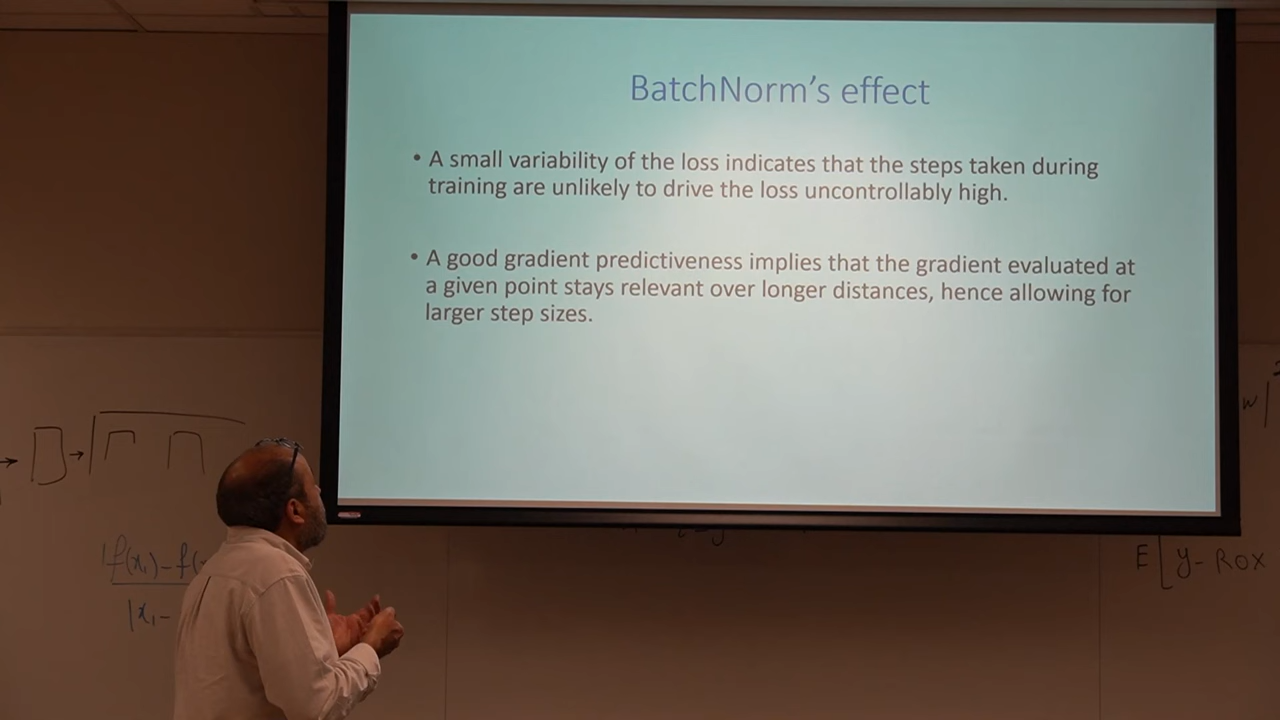 BatchNorm's effect
• A small variability of the loss indicates that the steps taken during
training are unlikely to drive the loss uncontrollably high.
• A good gradient predictiveness implies that the gradient evaluated at
a given point stays relevant over longer distances, hence allowing for
larger step sizes.
|f(x₁)-f(
|x₁-
w|
E[y-ROX